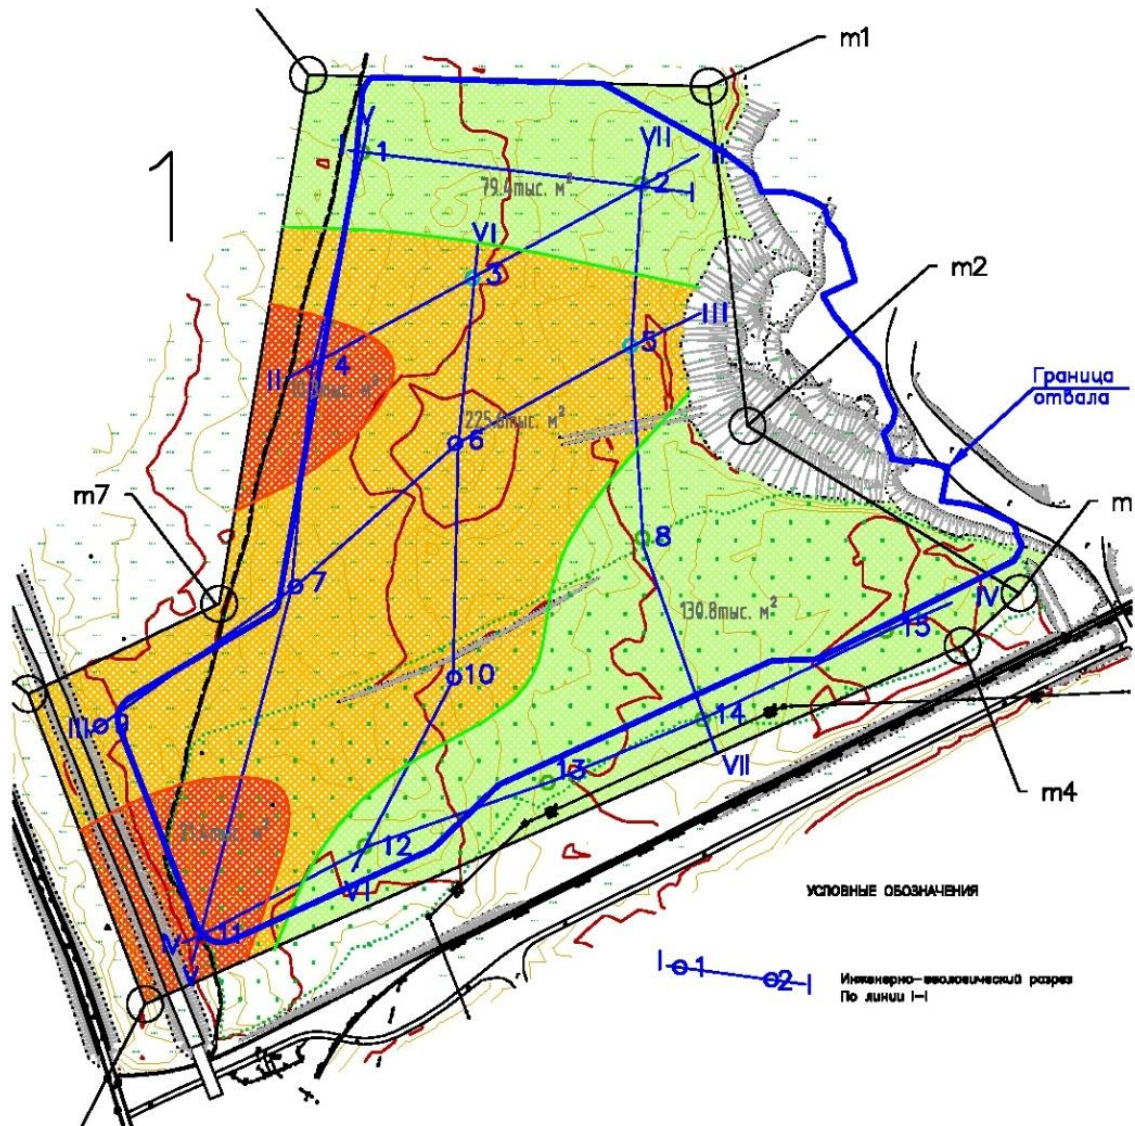 m1
1
V
VII
II
I
1
2
I
79.4тыс. м²
VI
m2
3
III
5
4
II
Граница
отвала
225.6тыс. м²
6
m7
m
8
7
IV
130.8тыс. м²
15
10
III
9
14
VII
13
m4
12
VI
IV
11
V
УСЛОВНЫЕ ОБОЗНАЧЕНИЯ
I 1 2 I
Инженерно-геологический разрез
По линии I-I